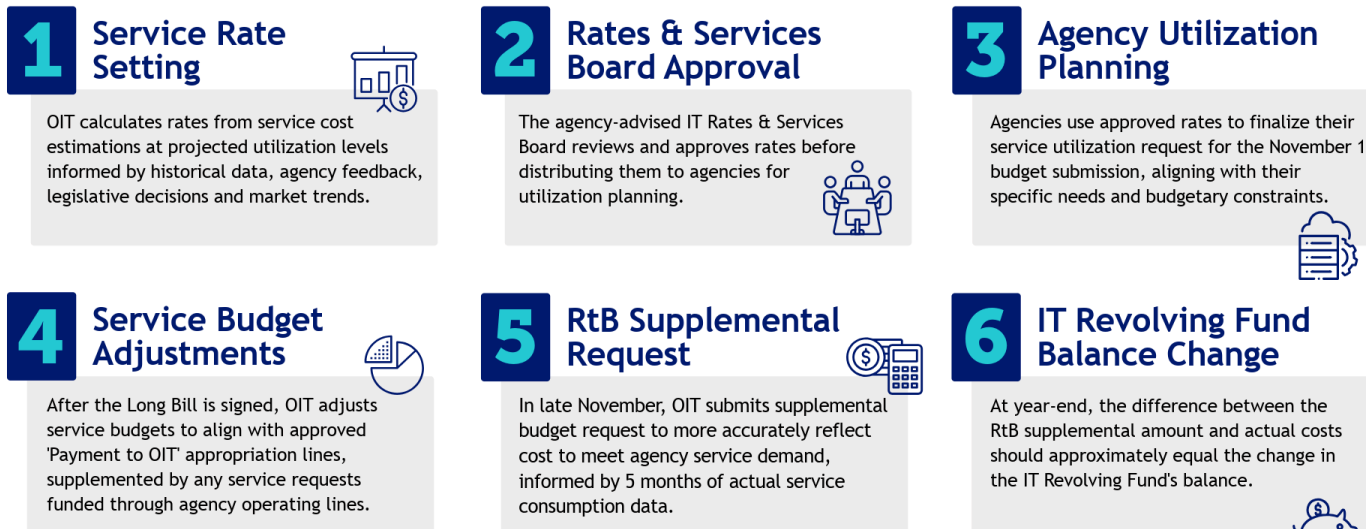 1
Service Rate
Setting
OIT calculates rates from service cost
estimations at projected utilization levels
informed by historical data, agency feedback,
legislative decisions and market trends.
2
Rates & Services
Board Approval
The agency-advised IT Rates & Services
Board reviews and approves rates before
distributing them to agencies for
utilization planning.
3
Agency Utilization
Planning
Agencies use approved rates to finalize their
service utilization request for the November 1
budget submission, aligning with their
specific needs and budgetary constraints.
4
Service Budget
Adjustments
After the Long Bill is signed, OIT adjusts
service budgets to align with approved
'Payment to OIT' appropriation lines,
supplemented by any service requests
funded through agency operating lines.
5
RtB Supplemental
Request
In late November, OIT submits supplemental
budget request to more accurately reflect
cost to meet agency service demand,
informed by 5 months of actual service
consumption data.
6
IT Revolving Fund
Balance Change
At year-end, the difference between the
RtB supplemental amount and actual costs
should approximately equal the change in
the IT Revolving Fund's balance.